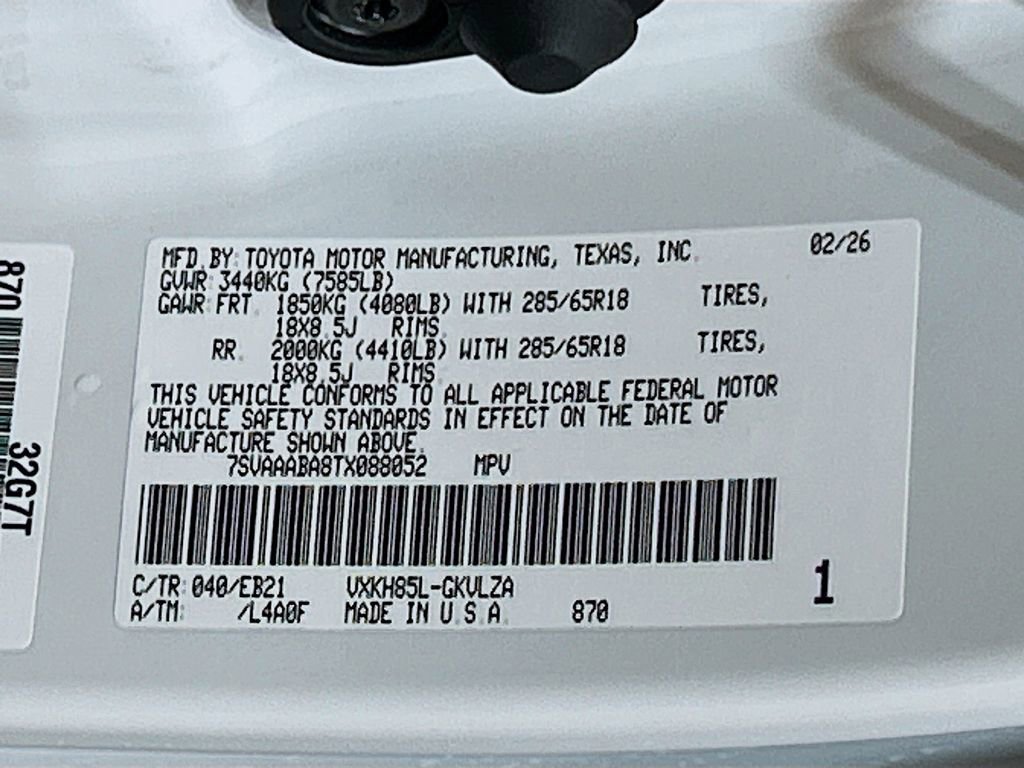 MFD. BY: TOYOTA MOTOR MANUFACTURING, TEXAS, INC. 02/26
GVWR: 3440KG (7585LB)
GAWR: FRT. 1850KG (4080LB) WITH 285/65R18 TIRES,
18X8.5J RIMS.
RR. 2000KG (4410LB) WITH 285/65R18 TIRES,
18X8.5J RIMS.
THIS VEHICLE CONFORMS TO ALL APPLICABLE FEDERAL MOTOR
VEHICLE SAFETY STANDARDS IN EFFECT ON THE DATE OF
MANUFACTURE SHOWN ABOVE.
7SVAAABA8TX088052 MPV
C/TR: 040/EB21 VXKH85L-GKVLZA
A/TM: /L4A0F MADE IN U.S.A. 870
1
870
32G7T